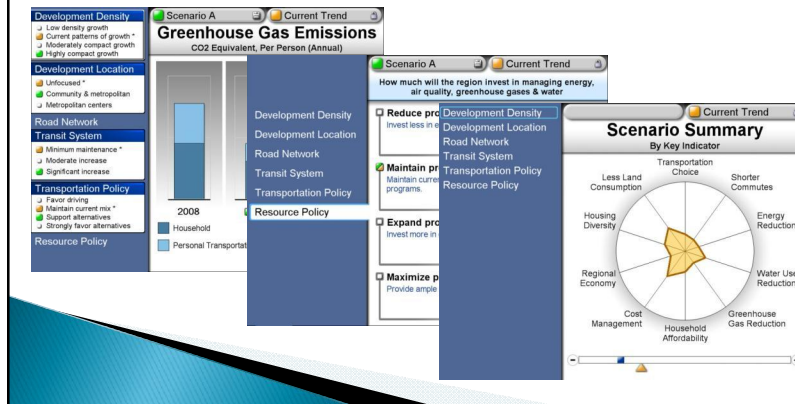 Development Density
Low density growth
Current patterns of growth *
Moderately compact growth
Highly compact growth
Development Location
Unfocused *
Community & metropolitan
Metropolitan centers
Road Network
Transit System
Minimum maintenance *
Moderate increase
Significant increase
Transportation Policy
Favor driving
Maintain current mix *
Support alternatives
Strongly favor alternatives
Resource Policy
Scenario A
Current Trend
Greenhouse Gas Emissions
CO2 Equivalent, Per Person (Annual)
2008
Household
Personal Transportat
Development Density
Development Location
Road Network
Transit System
Transportation Policy
Resource Policy
Scenario A
Current Trend
How much will the region invest in managing energy,
air quality, greenhouse gases & water
Reduce pro
Invest less in e
Maintain pr
Maintain curre
programs.
Expand pro
Invest more in
Maximize p
Provide ample
Development Density
Development Location
Road Network
Transit System
Transportation Policy
Resource Policy
Current Trend
Scenario Summary
By Key Indicator
Transportation
Choice
Shorter
Commutes
Energy
Reduction
Water Use
Reduction
Greenhouse
Gas Reduction
Household
Affordability
Cost
Management
Regional
Economy
Housing
Diversity
Less Land
Consumption